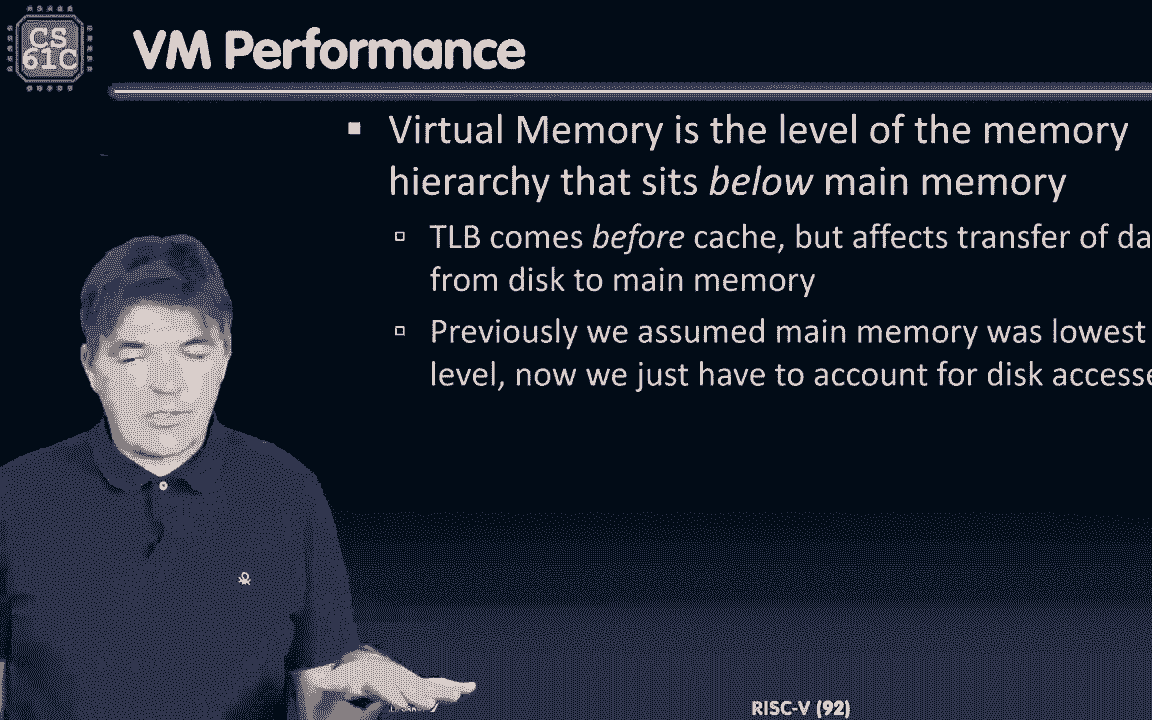 CS
61C
VM Performance
Virtual Memory is the level of the memory
hierarchy that sits below main memory
TLB comes before cache, but affects transfer of da
from disk to main memory
Previously we assumed main memory was lowest
level, now we just have to account for disk accesse
RISC-V (92)